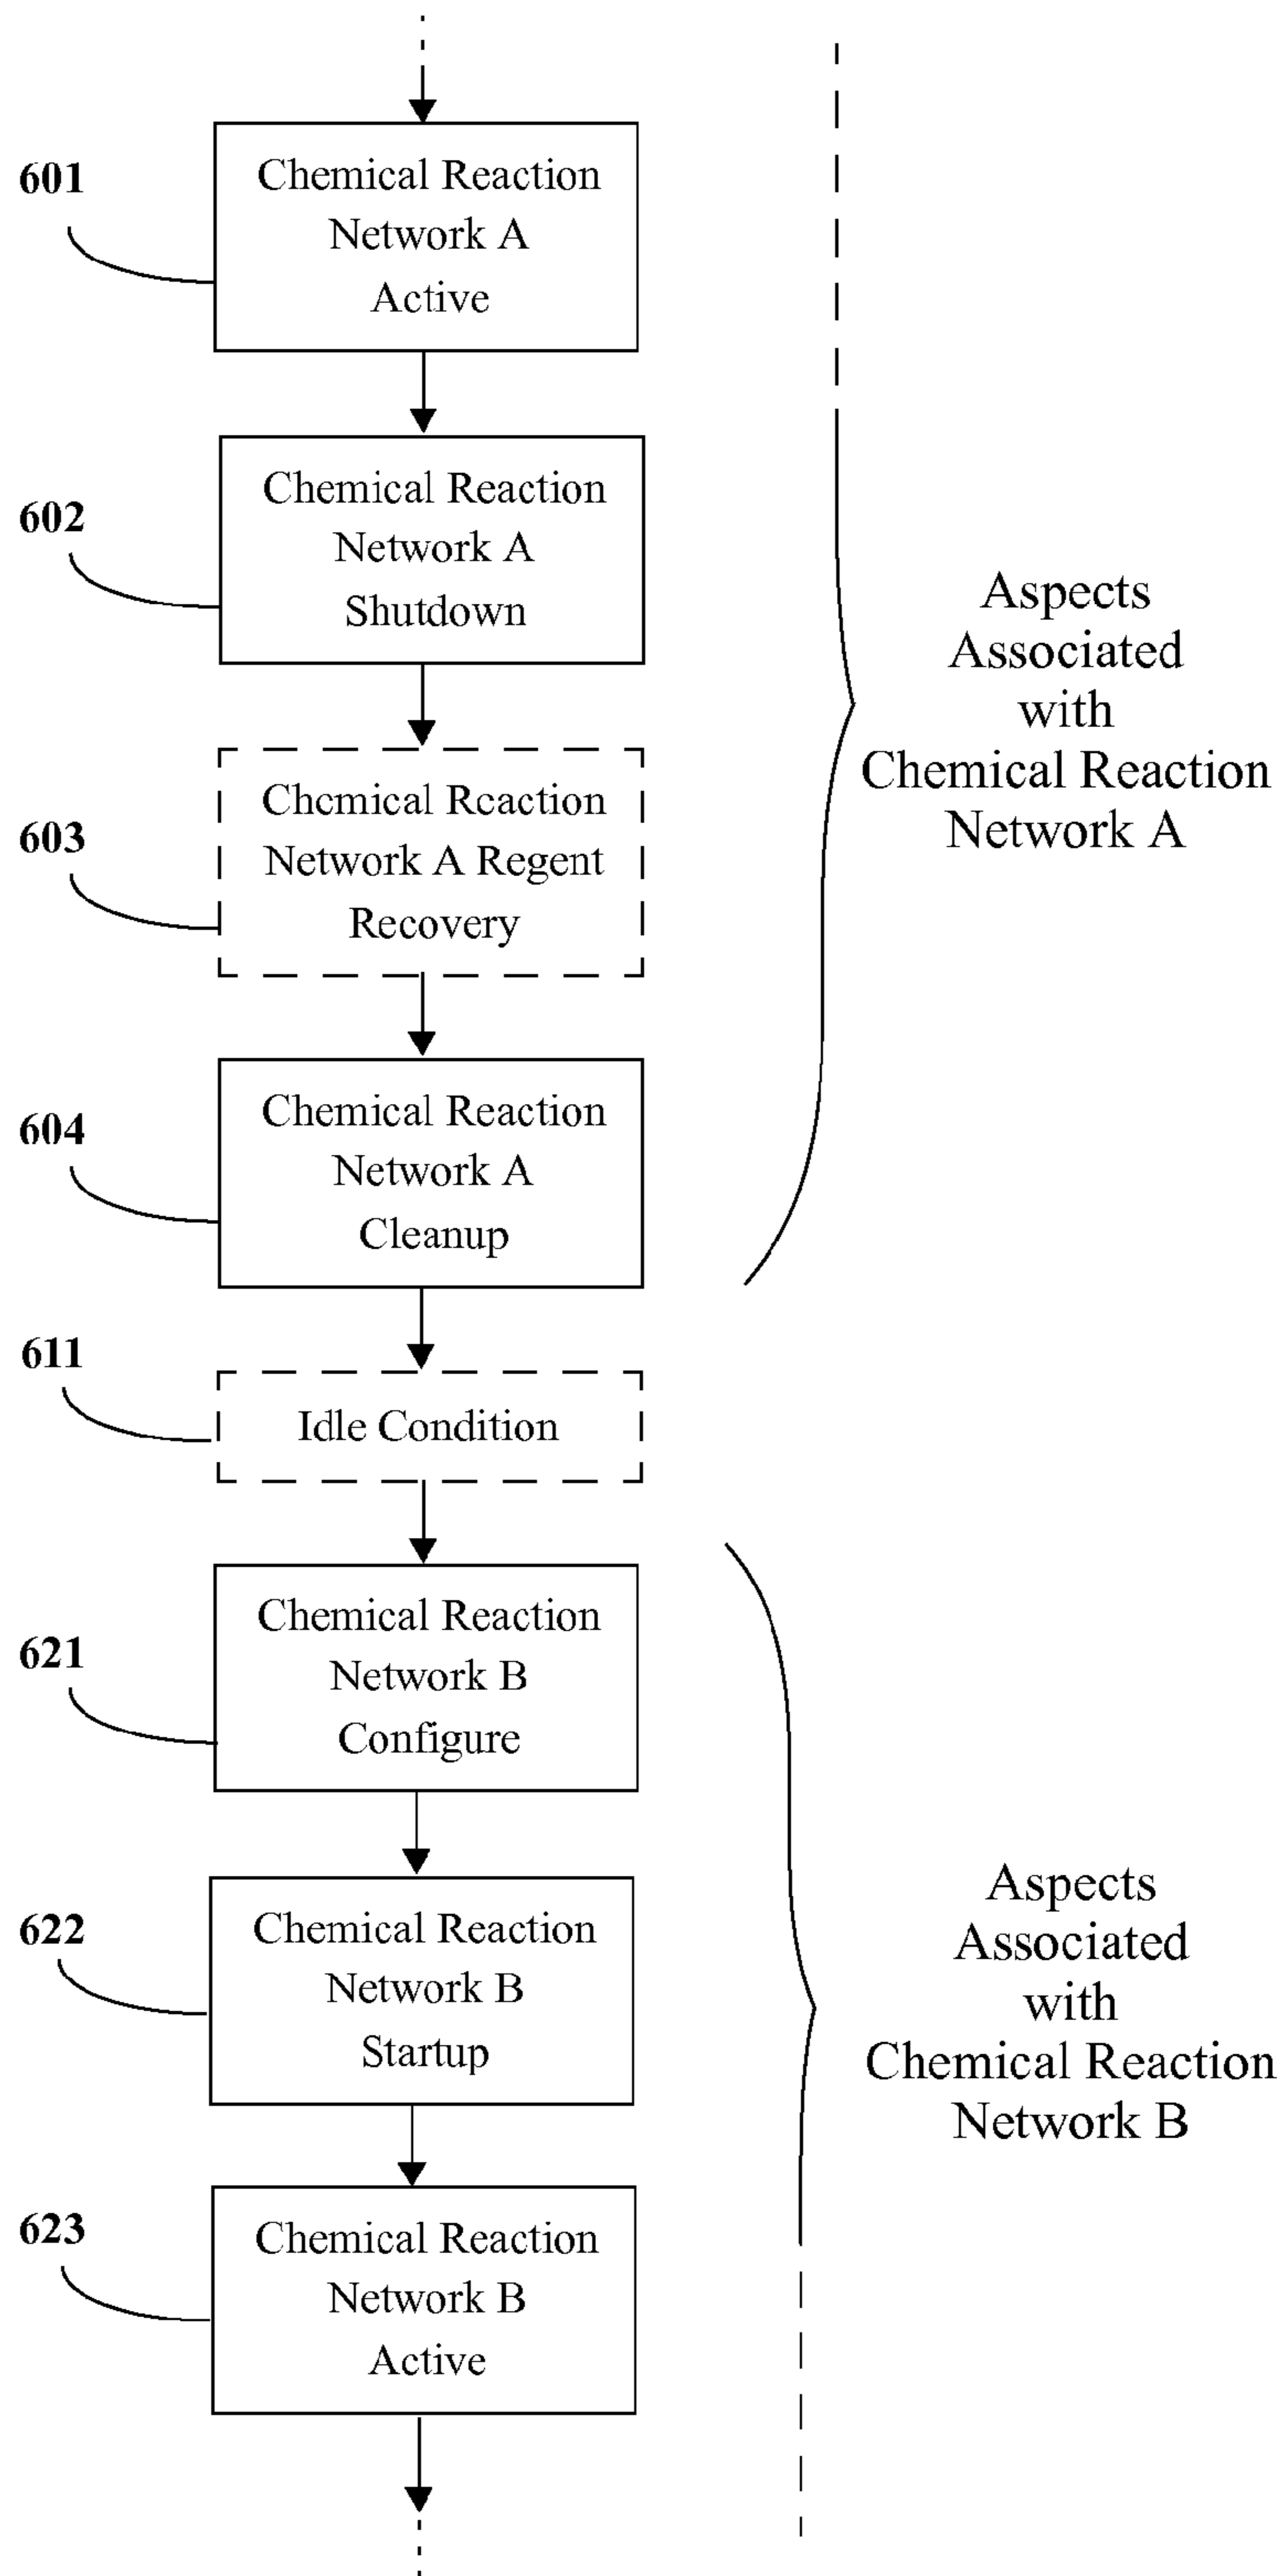 601
Chemical Reaction
Network A
Active
602
Chemical Reaction
Network A
Shutdown
603
Chemical Reaction
Network A Regent
Recovery
604
Chemical Reaction
Network A
Cleanup
Aspects
Associated
with
Chemical Reaction
Network A
611
Idle Condition
621
Chemical Reaction
Network B
Configure
622
Chemical Reaction
Network B
Startup
623
Chemical Reaction
Network B
Active
Aspects
Associated
with
Chemical Reaction
Network B